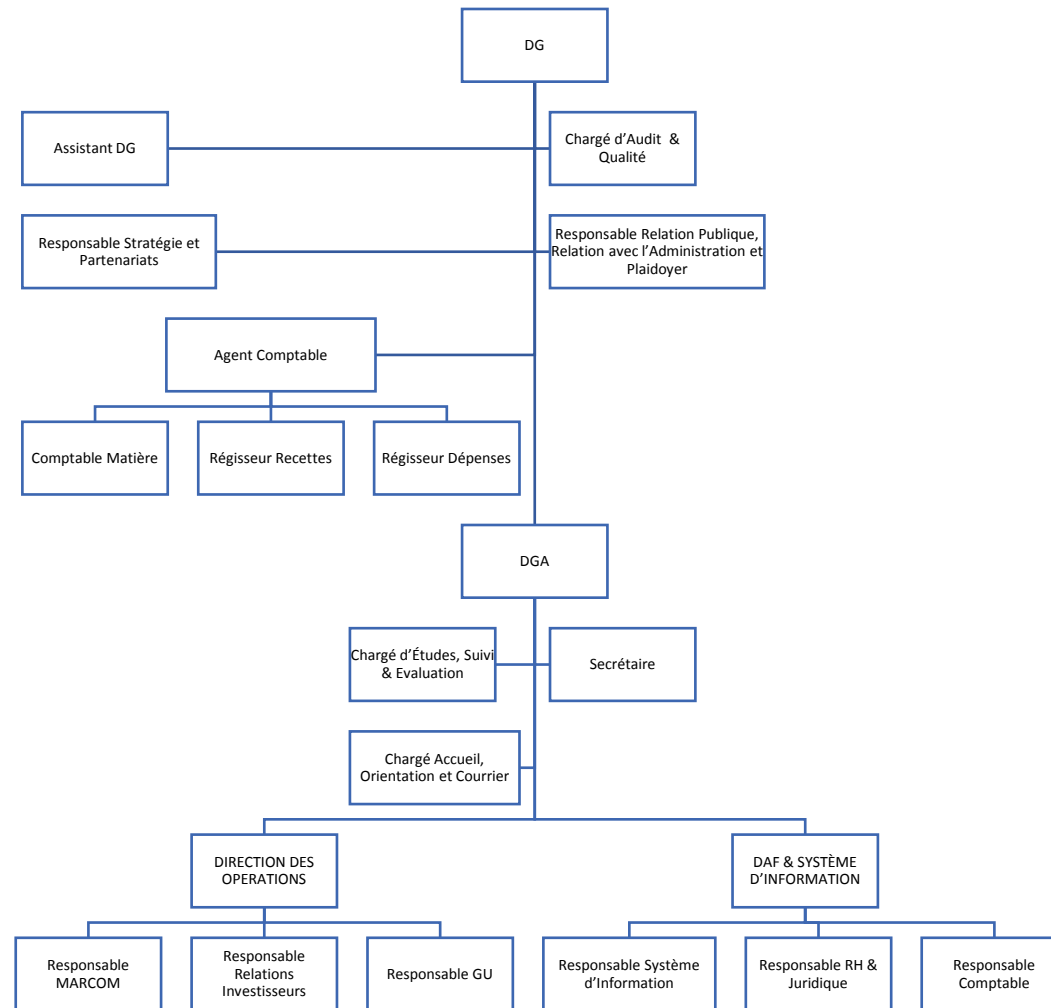 DG
Assistant DG
Chargé d'Audit &
Qualité
Responsable Stratégie et
Partenariats
Responsable Relation Publique,
Relation avec l'Administration et
Plaidoyer
Agent Comptable
Comptable Matière
Régisseur Recettes
Régisseur Dépenses
DGA
Chargé d'Études, Suivi
& Evaluation
Secrétaire
Chargé Accueil,
Orientation et Courrier
DIRECTION DES
OPERATIONS
DAF & SYSTÈME
D'INFORMATION
Responsable
MARCOM
Responsable
Relations
Investisseurs
Responsable GU
Responsable Système
d'Information
Responsable RH &
Juridique
Responsable
Comptable